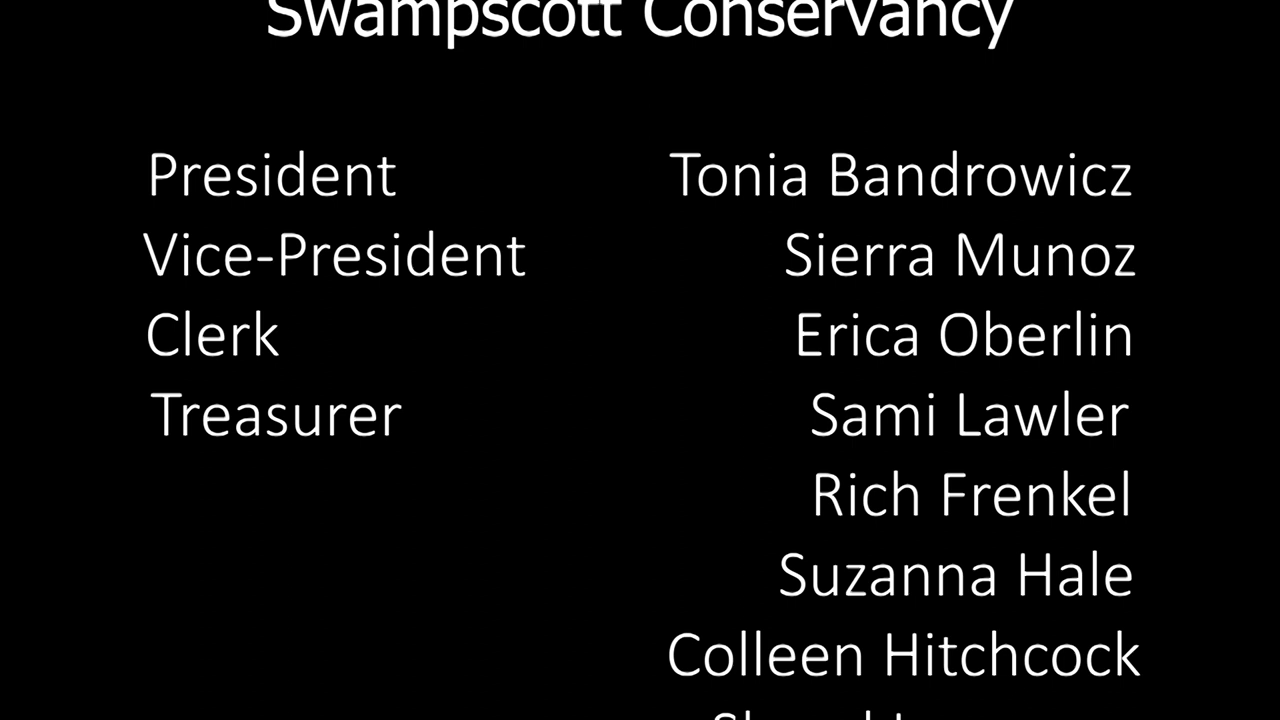 Swampscott Conservancy
President Tonia Bandrowicz
Vice-President Sierra Munoz
Clerk Erica Oberlin
Treasurer Sami Lawler
Rich Frenkel
Suzanna Hale
Colleen Hitchcock